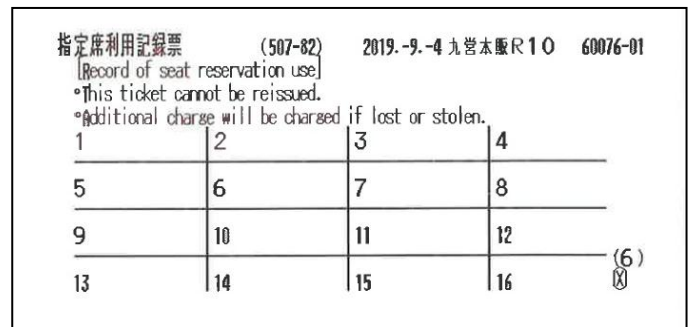 指定席利用記録票 (507-82) 2019.-9.-4 九営本販R10 60076-01
[Record of seat reservation use]
•This ticket cannot be reissued.
•Additional charge will be charged if lost or stolen.
1 2 3 4
5 6 7 8
9 10 11 12
(6)
13 14 15 16 X